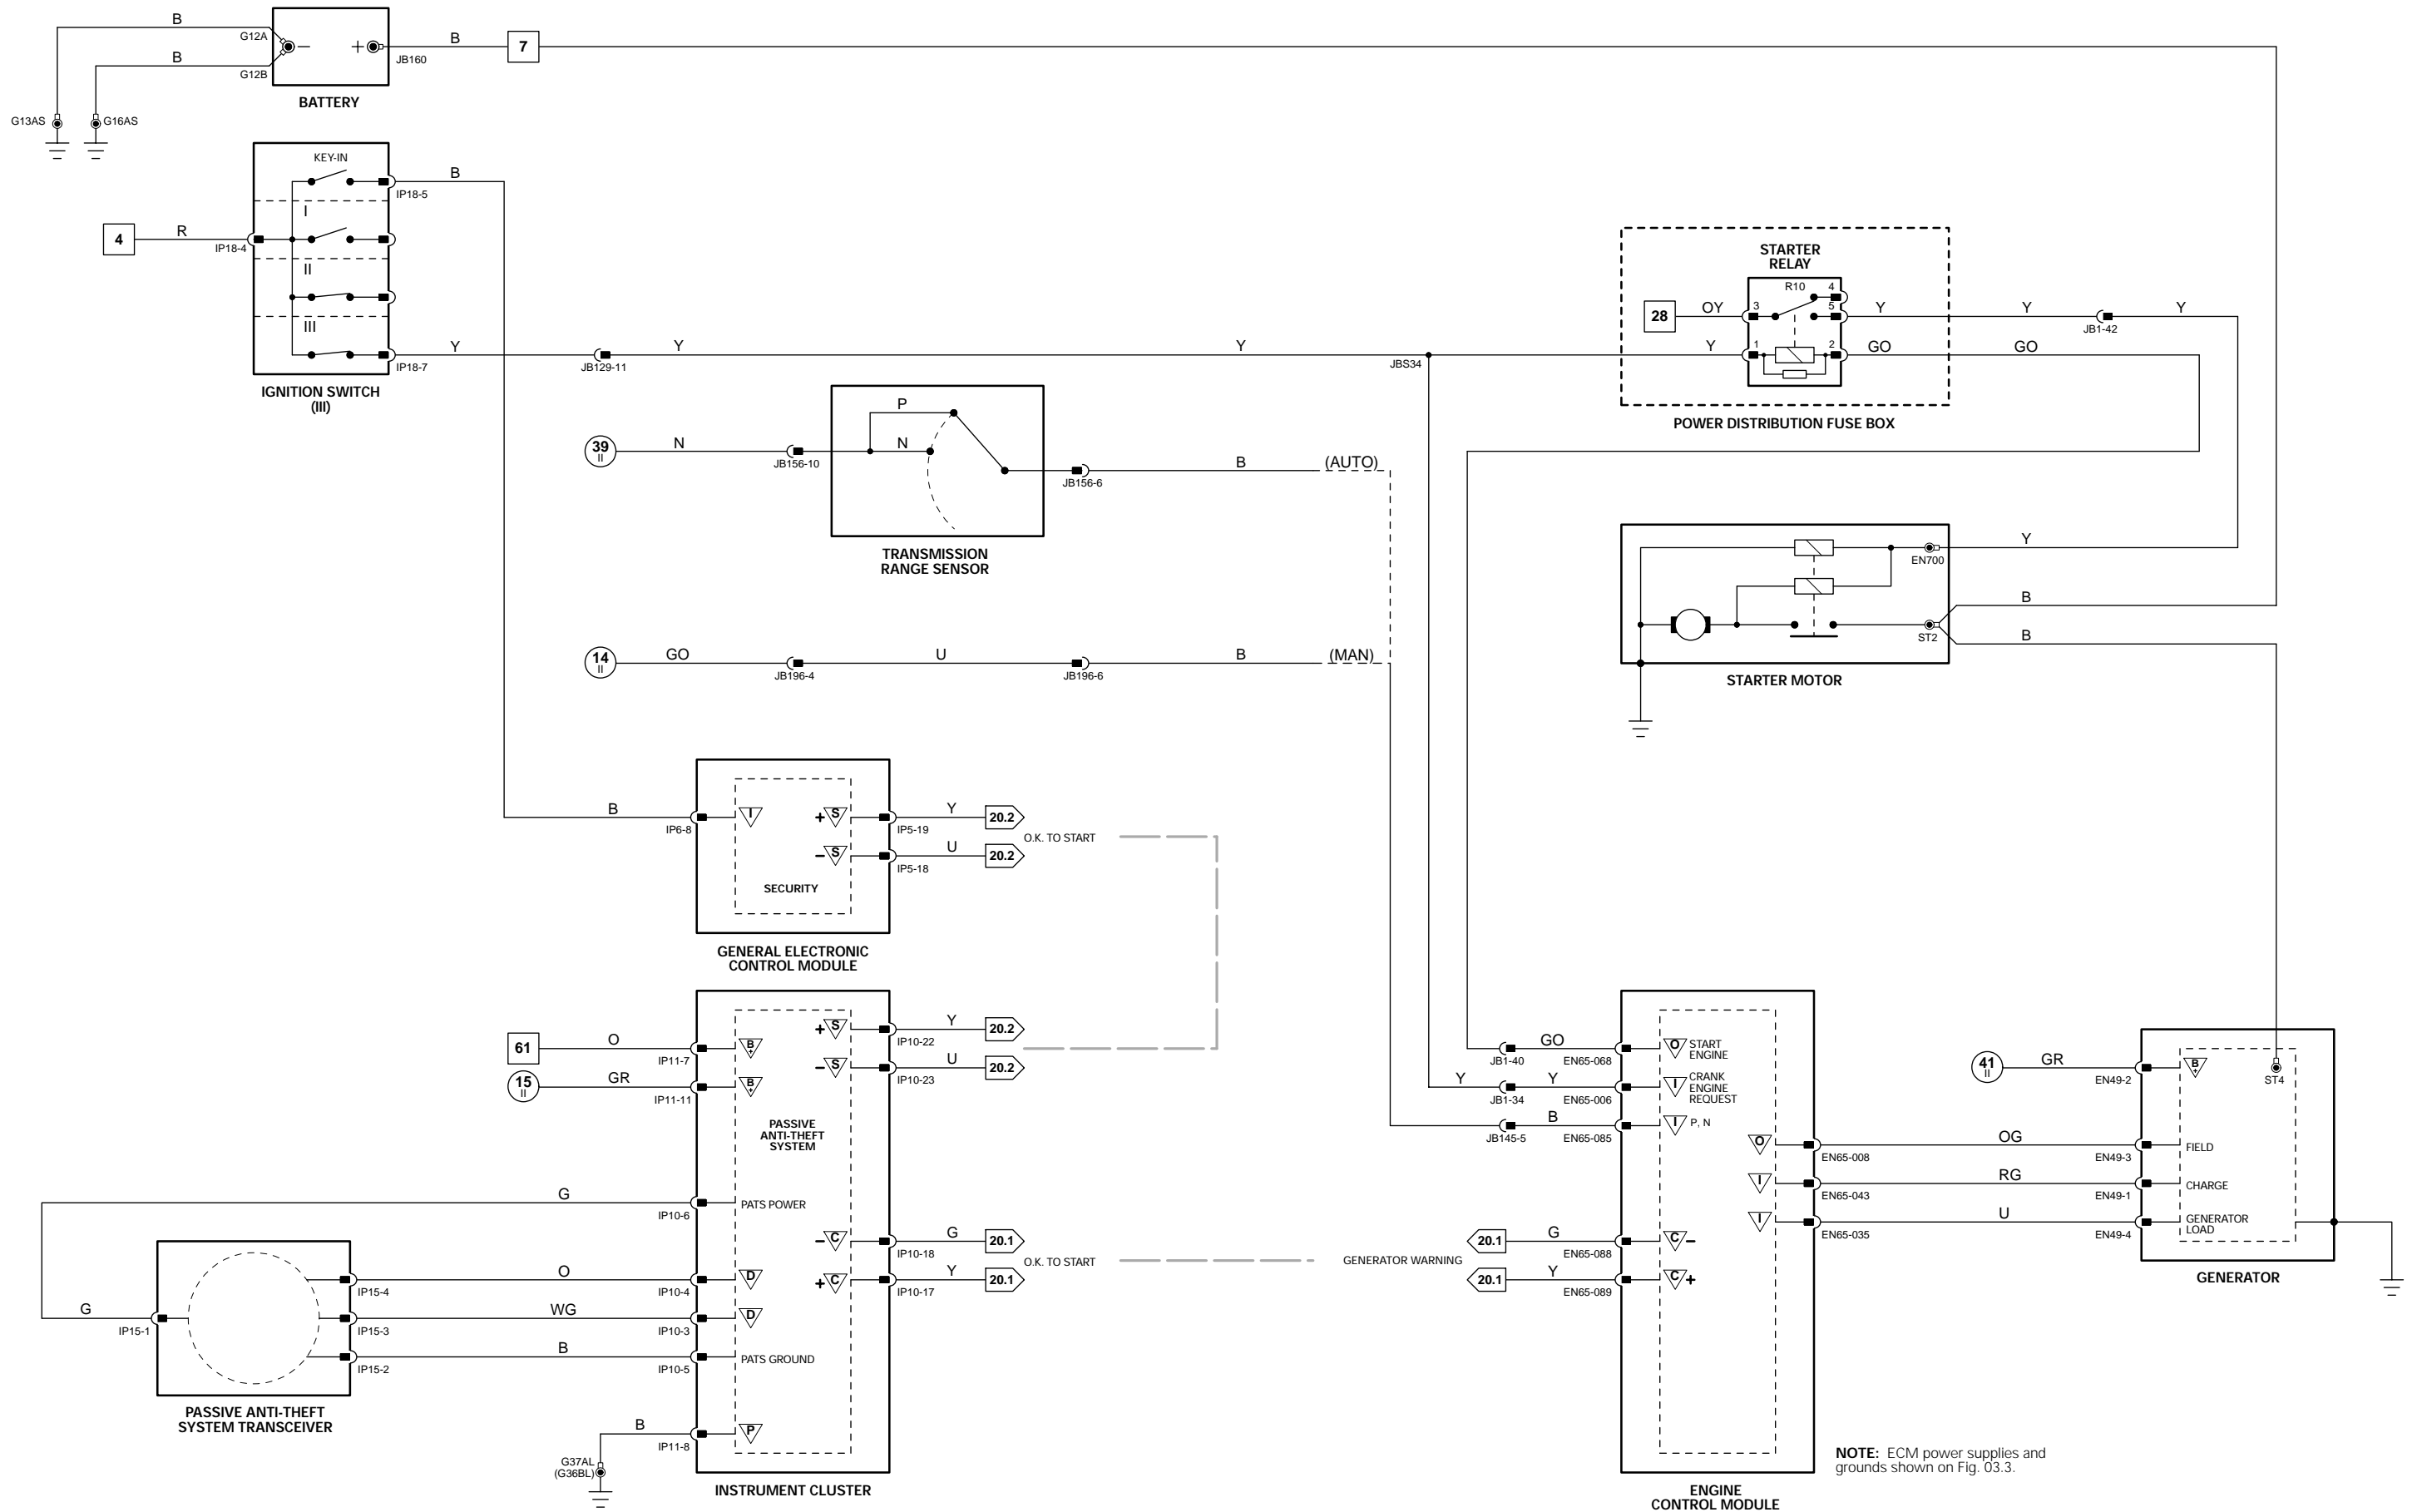 B
G12A
B
G12B
JB160
B
7
BATTERY
G13AS
G16AS
KEY-IN
I
II
III
4
R
IP18-4
IP18-5
B
IP18-7
Y
IGNITION SWITCH
(III)
JB129-11
Y
Y
JBS34
STARTER
RELAY
R10
28
OY
3
4
5
1
2
Y
Y
Y
JB1-42
Y
GO
GO
POWER DISTRIBUTION FUSE BOX
39
II
N
JB156-10
P
N
JB156-6
B
(AUTO)
TRANSMISSION
RANGE SENSOR
14
II
GO
JB196-4
U
JB196-6
B
(MAN)
Y
EN700
B
ST2
B
STARTER MOTOR
B
IP6-8
I
+ S
- S
SECURITY
IP5-19
Y
20.2
IP5-18
U
20.2
O.K. TO START
GENERAL ELECTRONIC
CONTROL MODULE
61
O
IP11-7
B+
15
II
GR
IP11-11
B+
+ S
- S
IP10-22
Y
20.2
IP10-23
U
20.2
PASSIVE
ANTI-THEFT
SYSTEM
G
IP10-6
PATS POWER
- C
IP10-18
G
20.1
+ C
IP10-17
Y
20.1
O.K. TO START
GENERATOR WARNING
G
IP15-1
IP15-4
O
IP10-4
D
IP15-3
WG
IP10-3
D
IP15-2
B
IP10-5
PATS GROUND
PASSIVE ANTI-THEFT
SYSTEM TRANSCEIVER
B
IP11-8
P
G37AL
(G36BL)
INSTRUMENT CLUSTER
JB1-40
GO
EN65-068
O
START
ENGINE
Y
JB1-34
Y
EN65-006
I
CRANK
ENGINE
REQUEST
JB145-5
B
EN65-085
I
P, N
O
EN65-008
OG
EN49-3
FIELD
I
EN65-043
RG
EN49-1
CHARGE
I
EN65-035
U
EN49-4
GENERATOR
LOAD
20.1
G
EN65-088
C -
20.1
Y
EN65-089
C +
41
II
GR
EN49-2
B+
ST4
GENERATOR
NOTE: ECM power supplies and
grounds shown on Fig. 03.3.
ENGINE
CONTROL MODULE